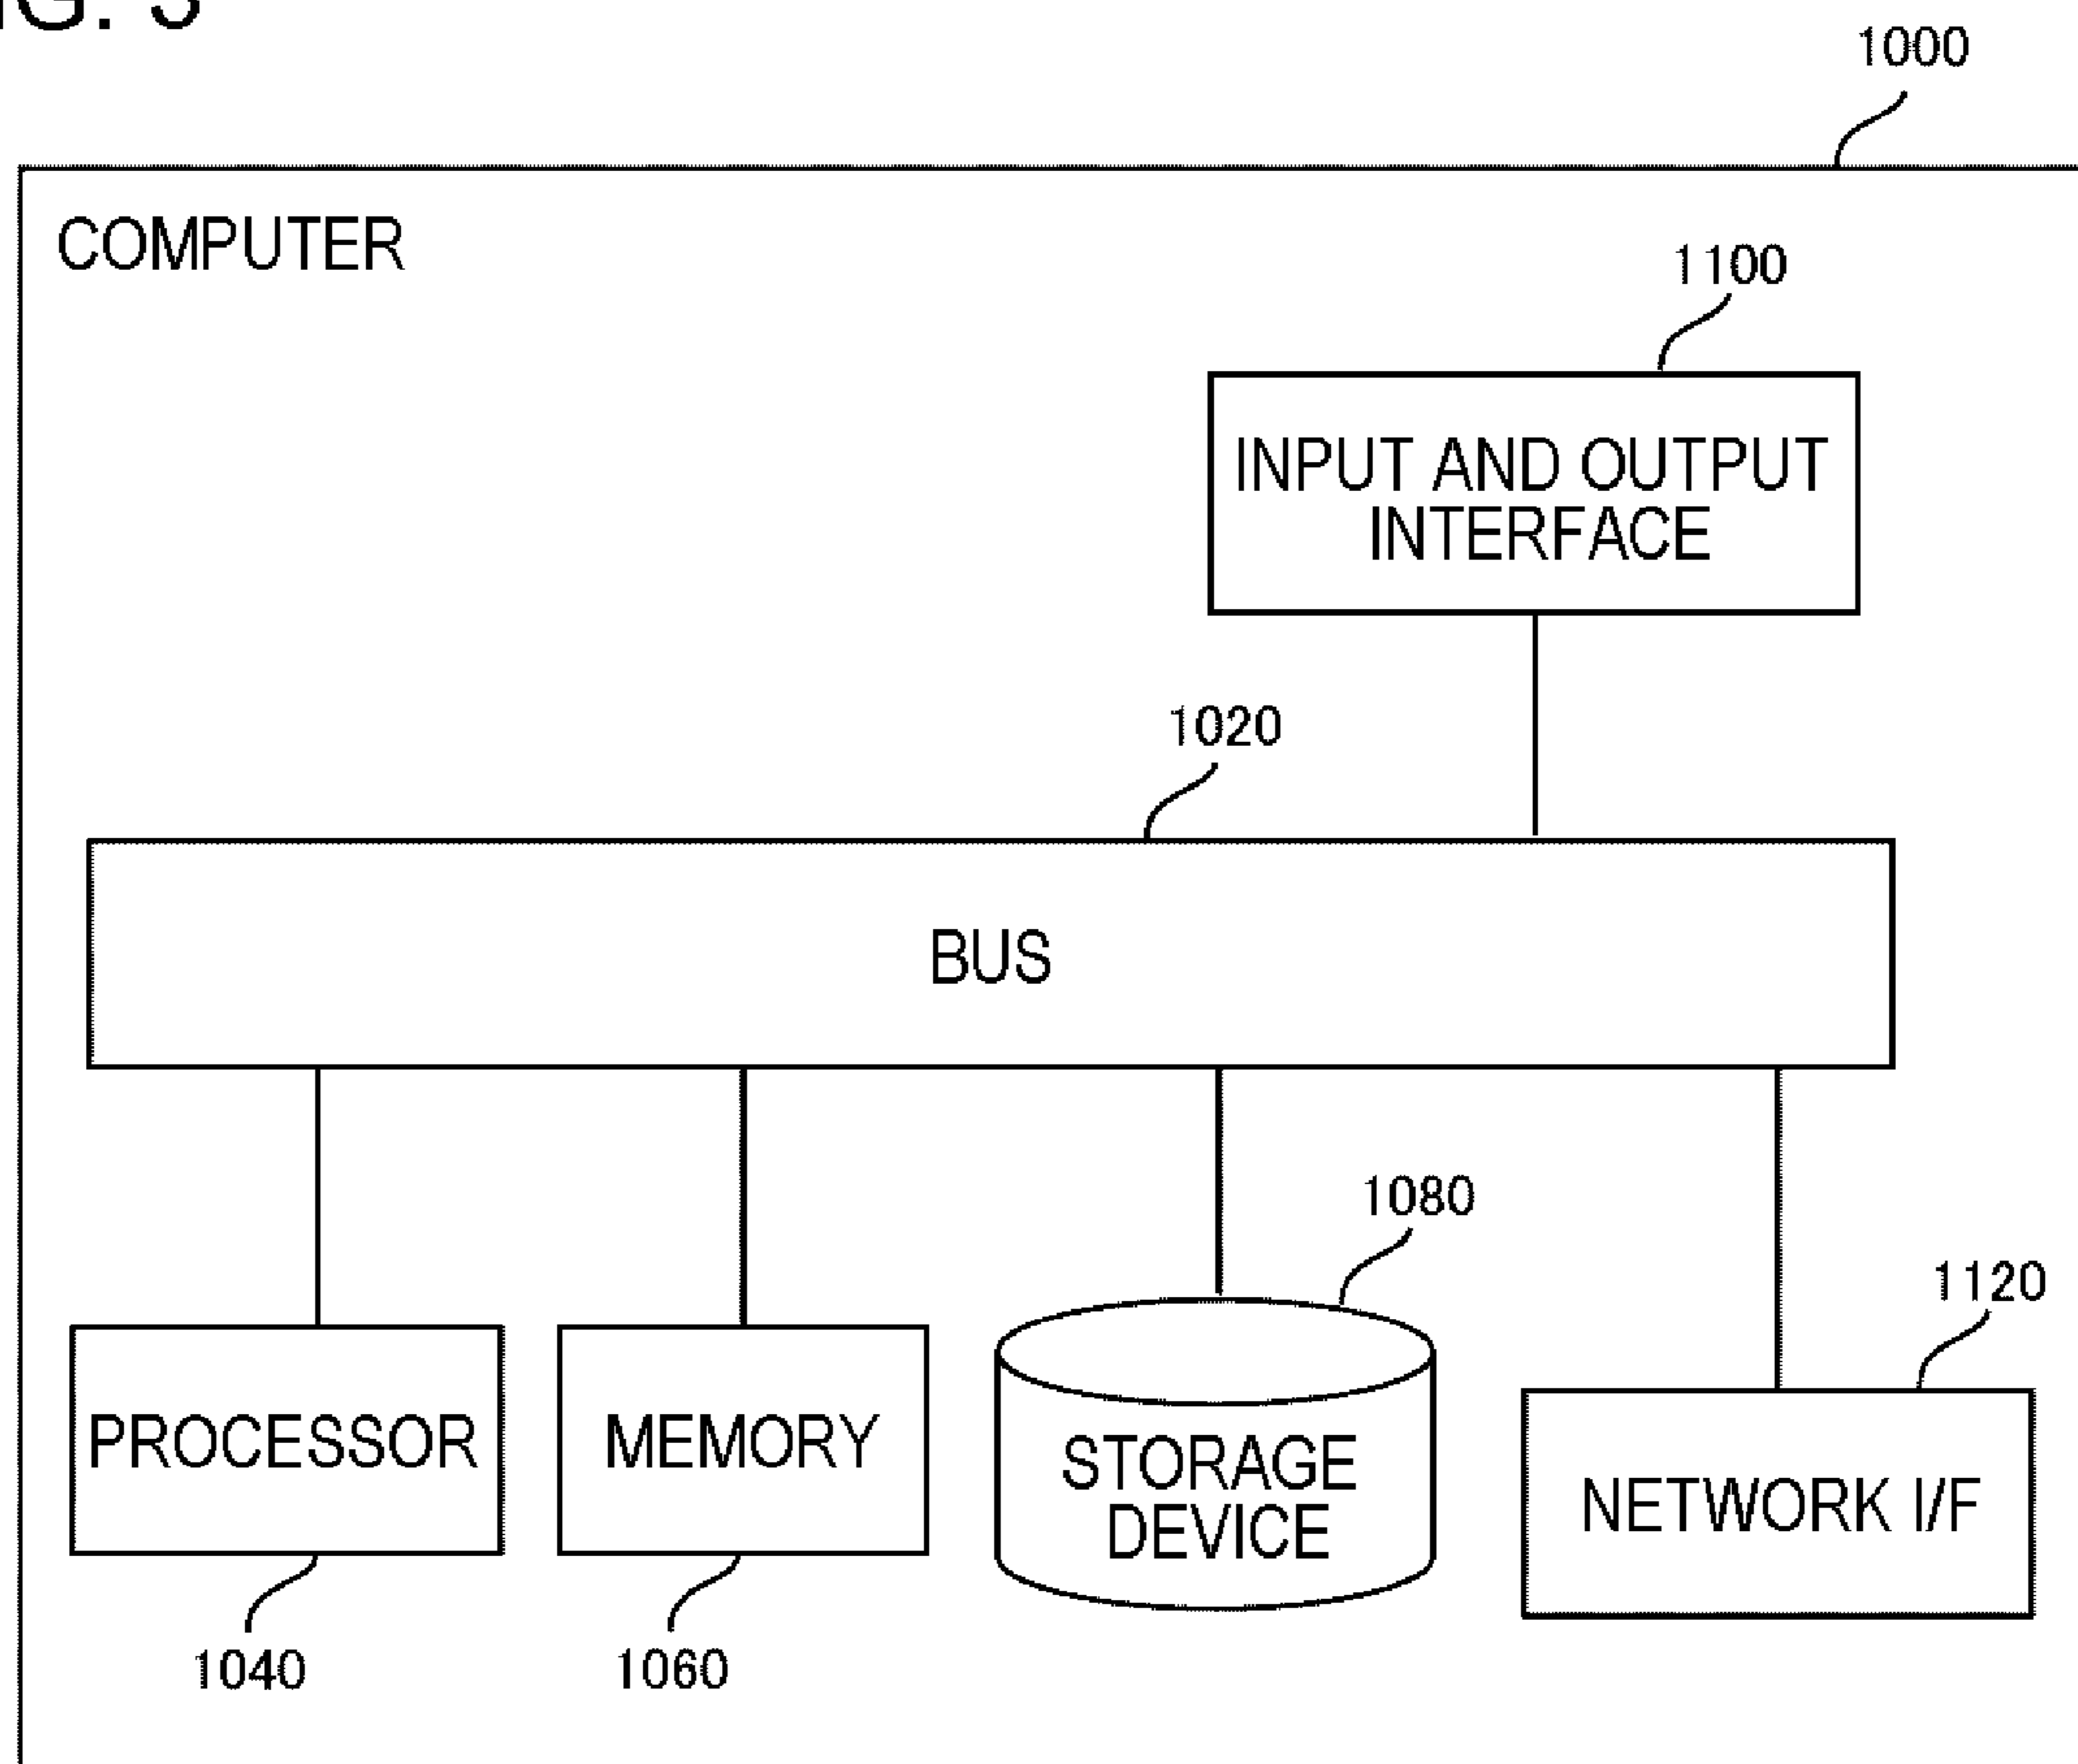 1000
COMPUTER
1100
INPUT AND OUTPUT
INTERFACE
1020
BUS
1080
1120
PROCESSOR
MEMORY
STORAGE
DEVICE
NETWORK I/F
1040
1060